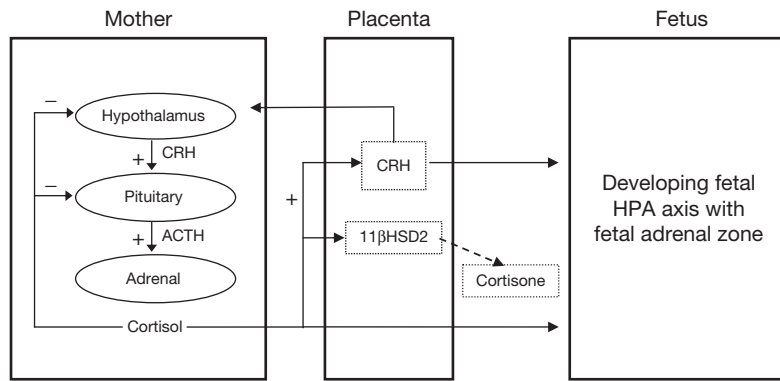 Mother
Placenta
Fetus
−
Hypothalamus
+
CRH
−
Pituitary
+
ACTH
Adrenal
Cortisol
+
CRH
11βHSD2
Cortisone
Developing fetal
HPA axis with
fetal adrenal zone